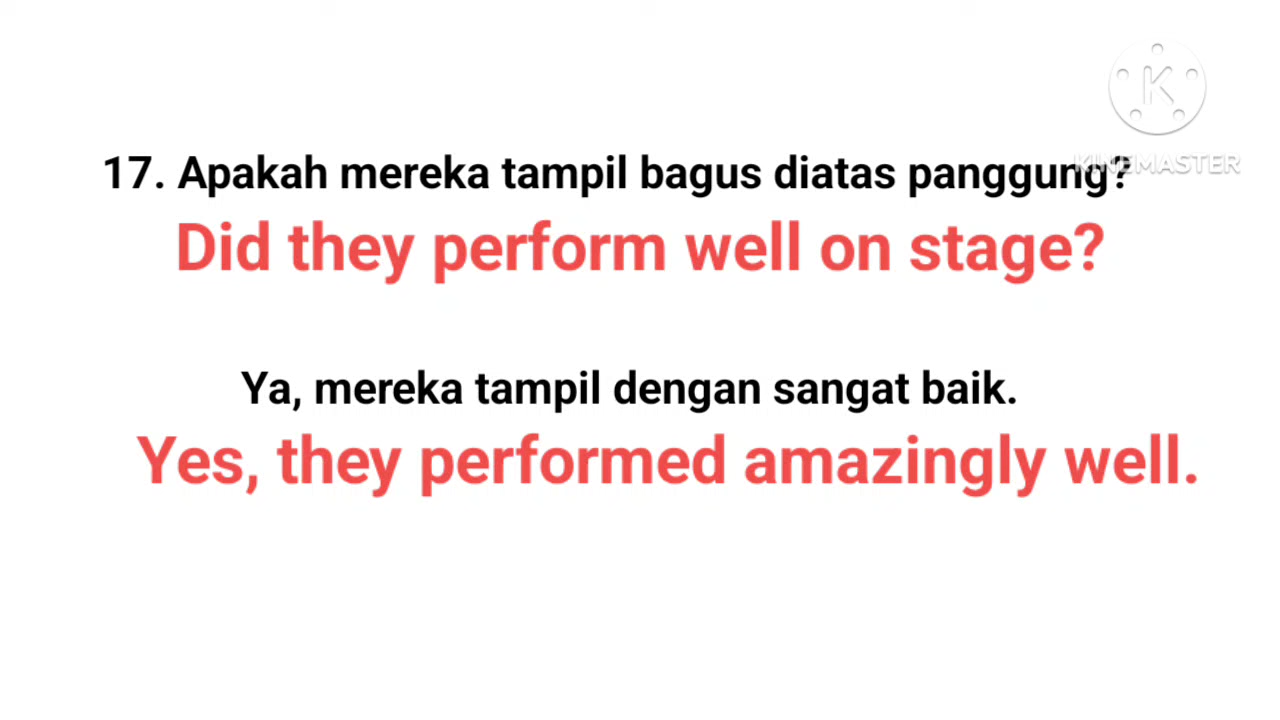 K
KINEMASTER
17. Apakah mereka tampil bagus diatas panggung?
Did they perform well on stage?
Ya, mereka tampil dengan sangat baik.
Yes, they performed amazingly well.